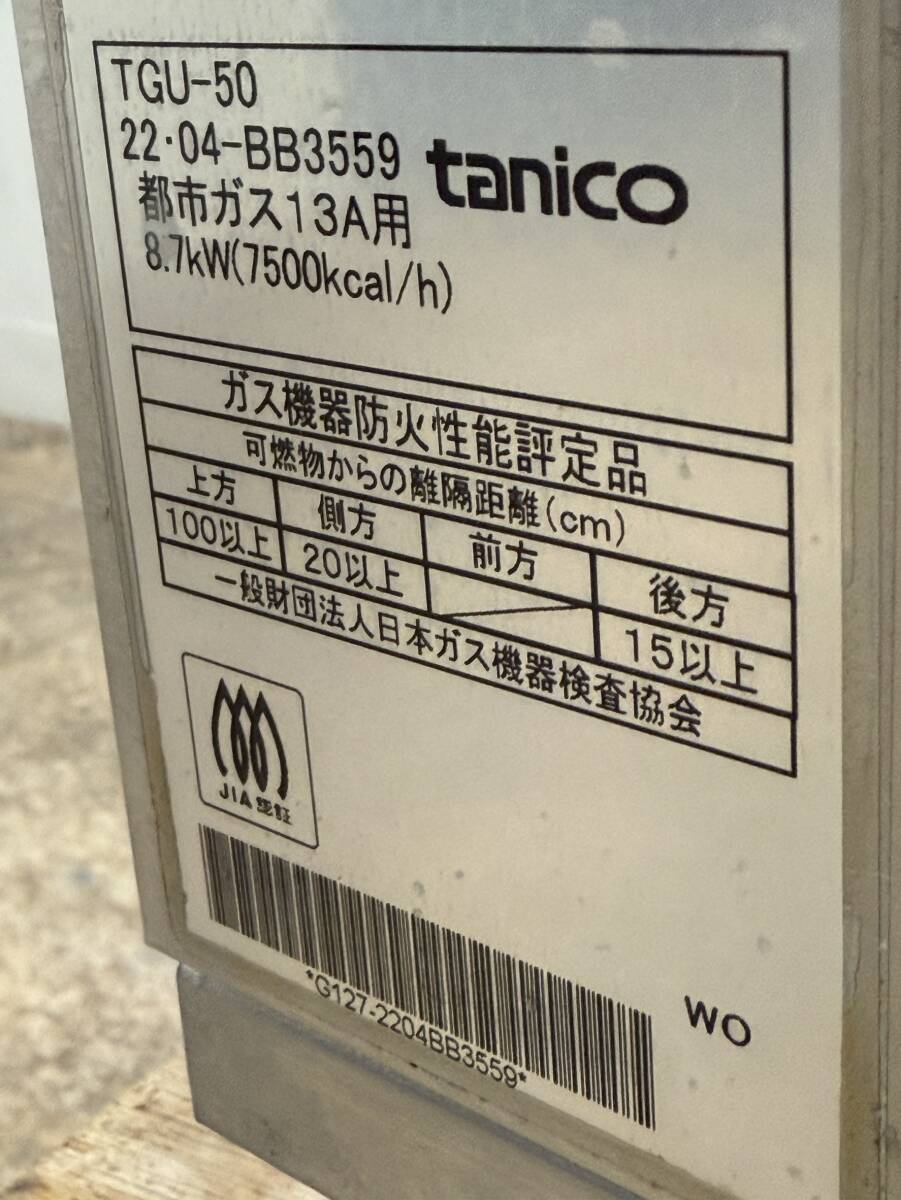 TGU-50
22・04-BB3559
tanico
都市ガス13A用
8.7kW(7500kcal/h)
ガス機器防火性能評定品
可燃物からの離隔距離(cm)
上方 側方 前方 後方
100以上 20以上 15以上
一般財団法人日本ガス機器検査協会
JIA 認証
*G127-2204BB3559*
WO